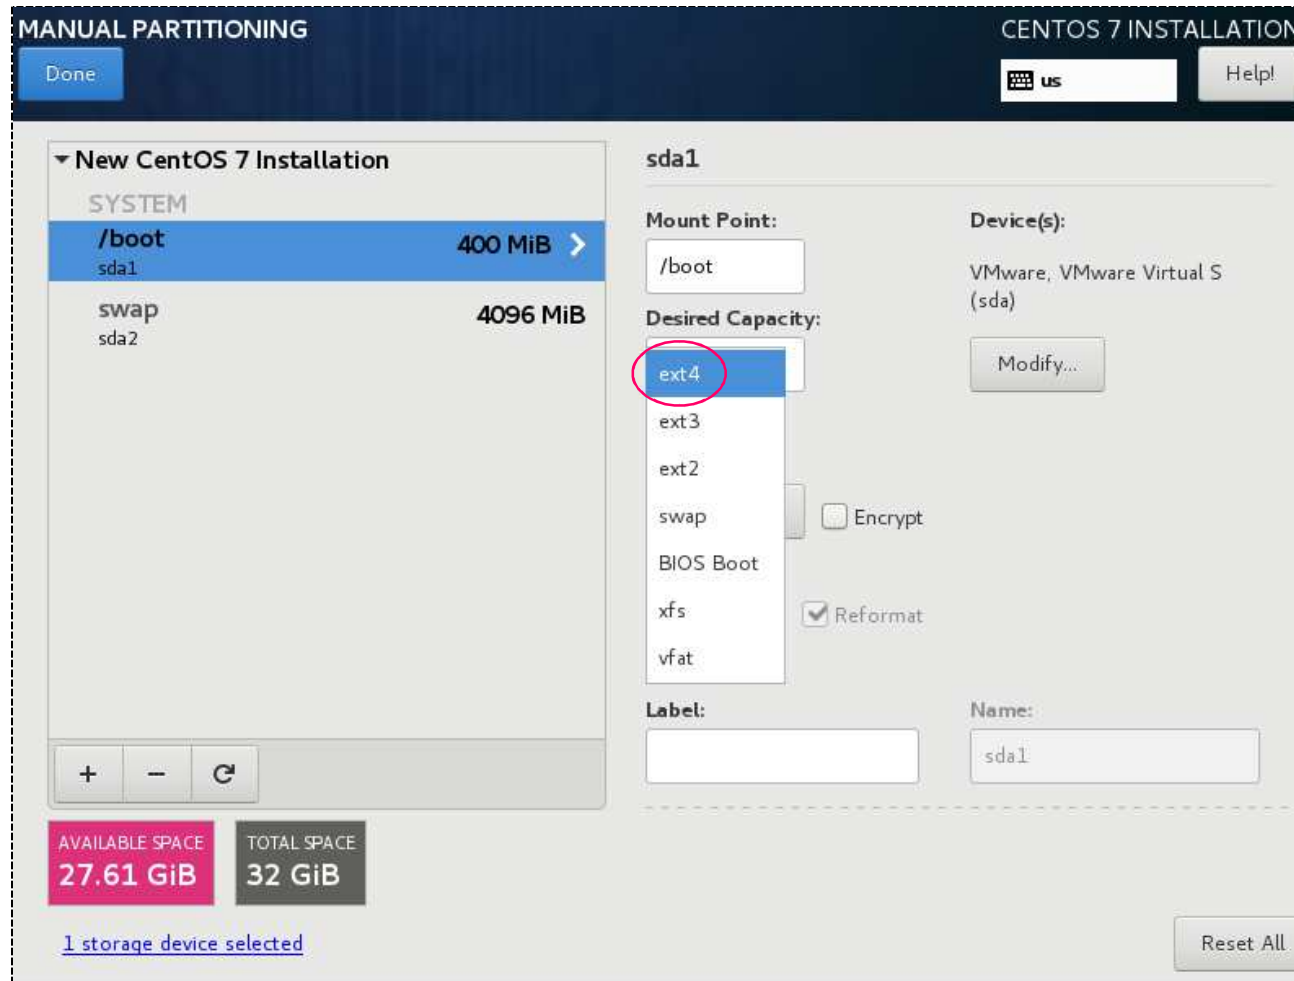 MANUAL PARTITIONING
CENTOS 7 INSTALLATION
Done
us
Help!
New CentOS 7 Installation
SYSTEM
/boot
400 MiB
sda1
swap
4096 MiB
sda2
sda1
Mount Point:
/boot
Device(s):
VMware, VMware Virtual S
(sda)
Desired Capacity:
Modify...
ext4
ext3
ext2
swap
BIOS Boot
xfs
vfat
Encrypt
Reformat
Label:
Name:
sda1
+
−
AVAILABLE SPACE
27.61 GiB
TOTAL SPACE
32 GiB
1 storage device selected
Reset All